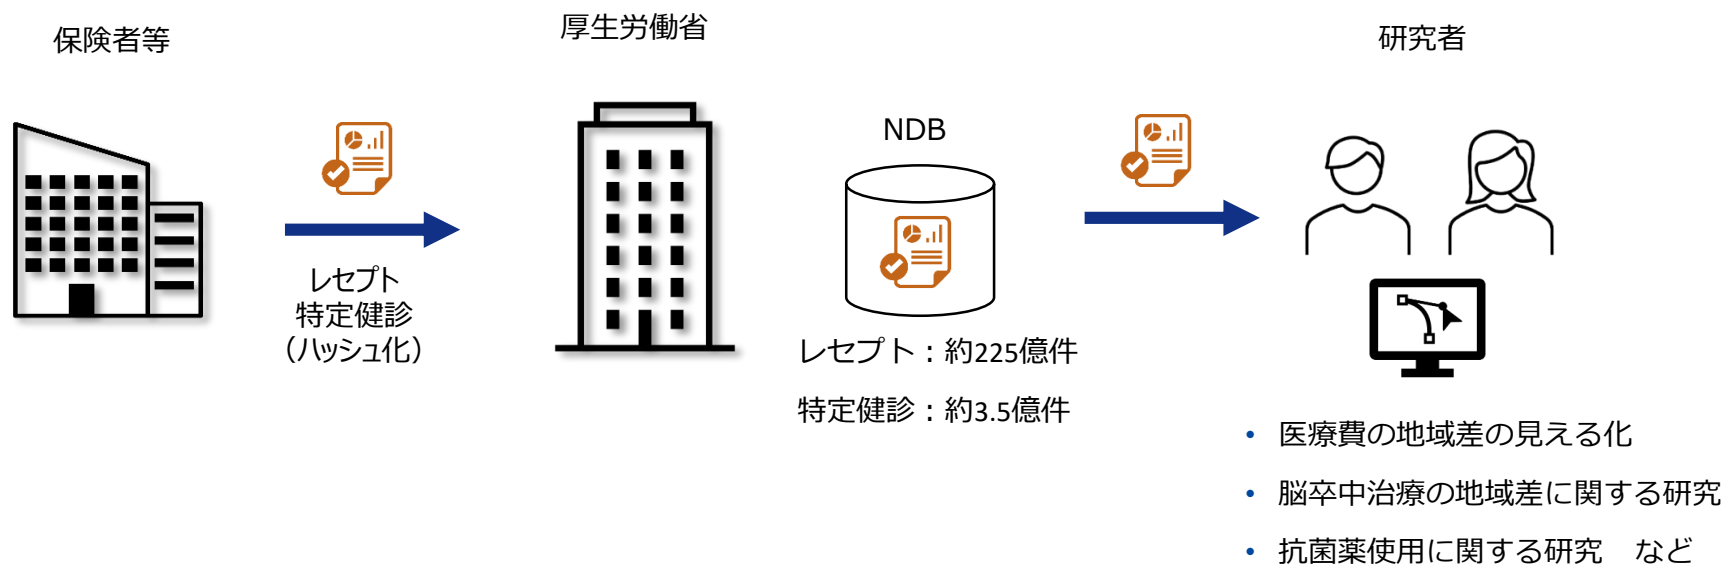 保険者等
厚生労働省
研究者
レセプト
特定健診
（ハッシュ化）
NDB
レセプト：約225億件
特定健診：約3.5億件
• 医療費の地域差の見える化
• 脳卒中治療の地域差に関する研究
• 抗菌薬使用に関する研究　など